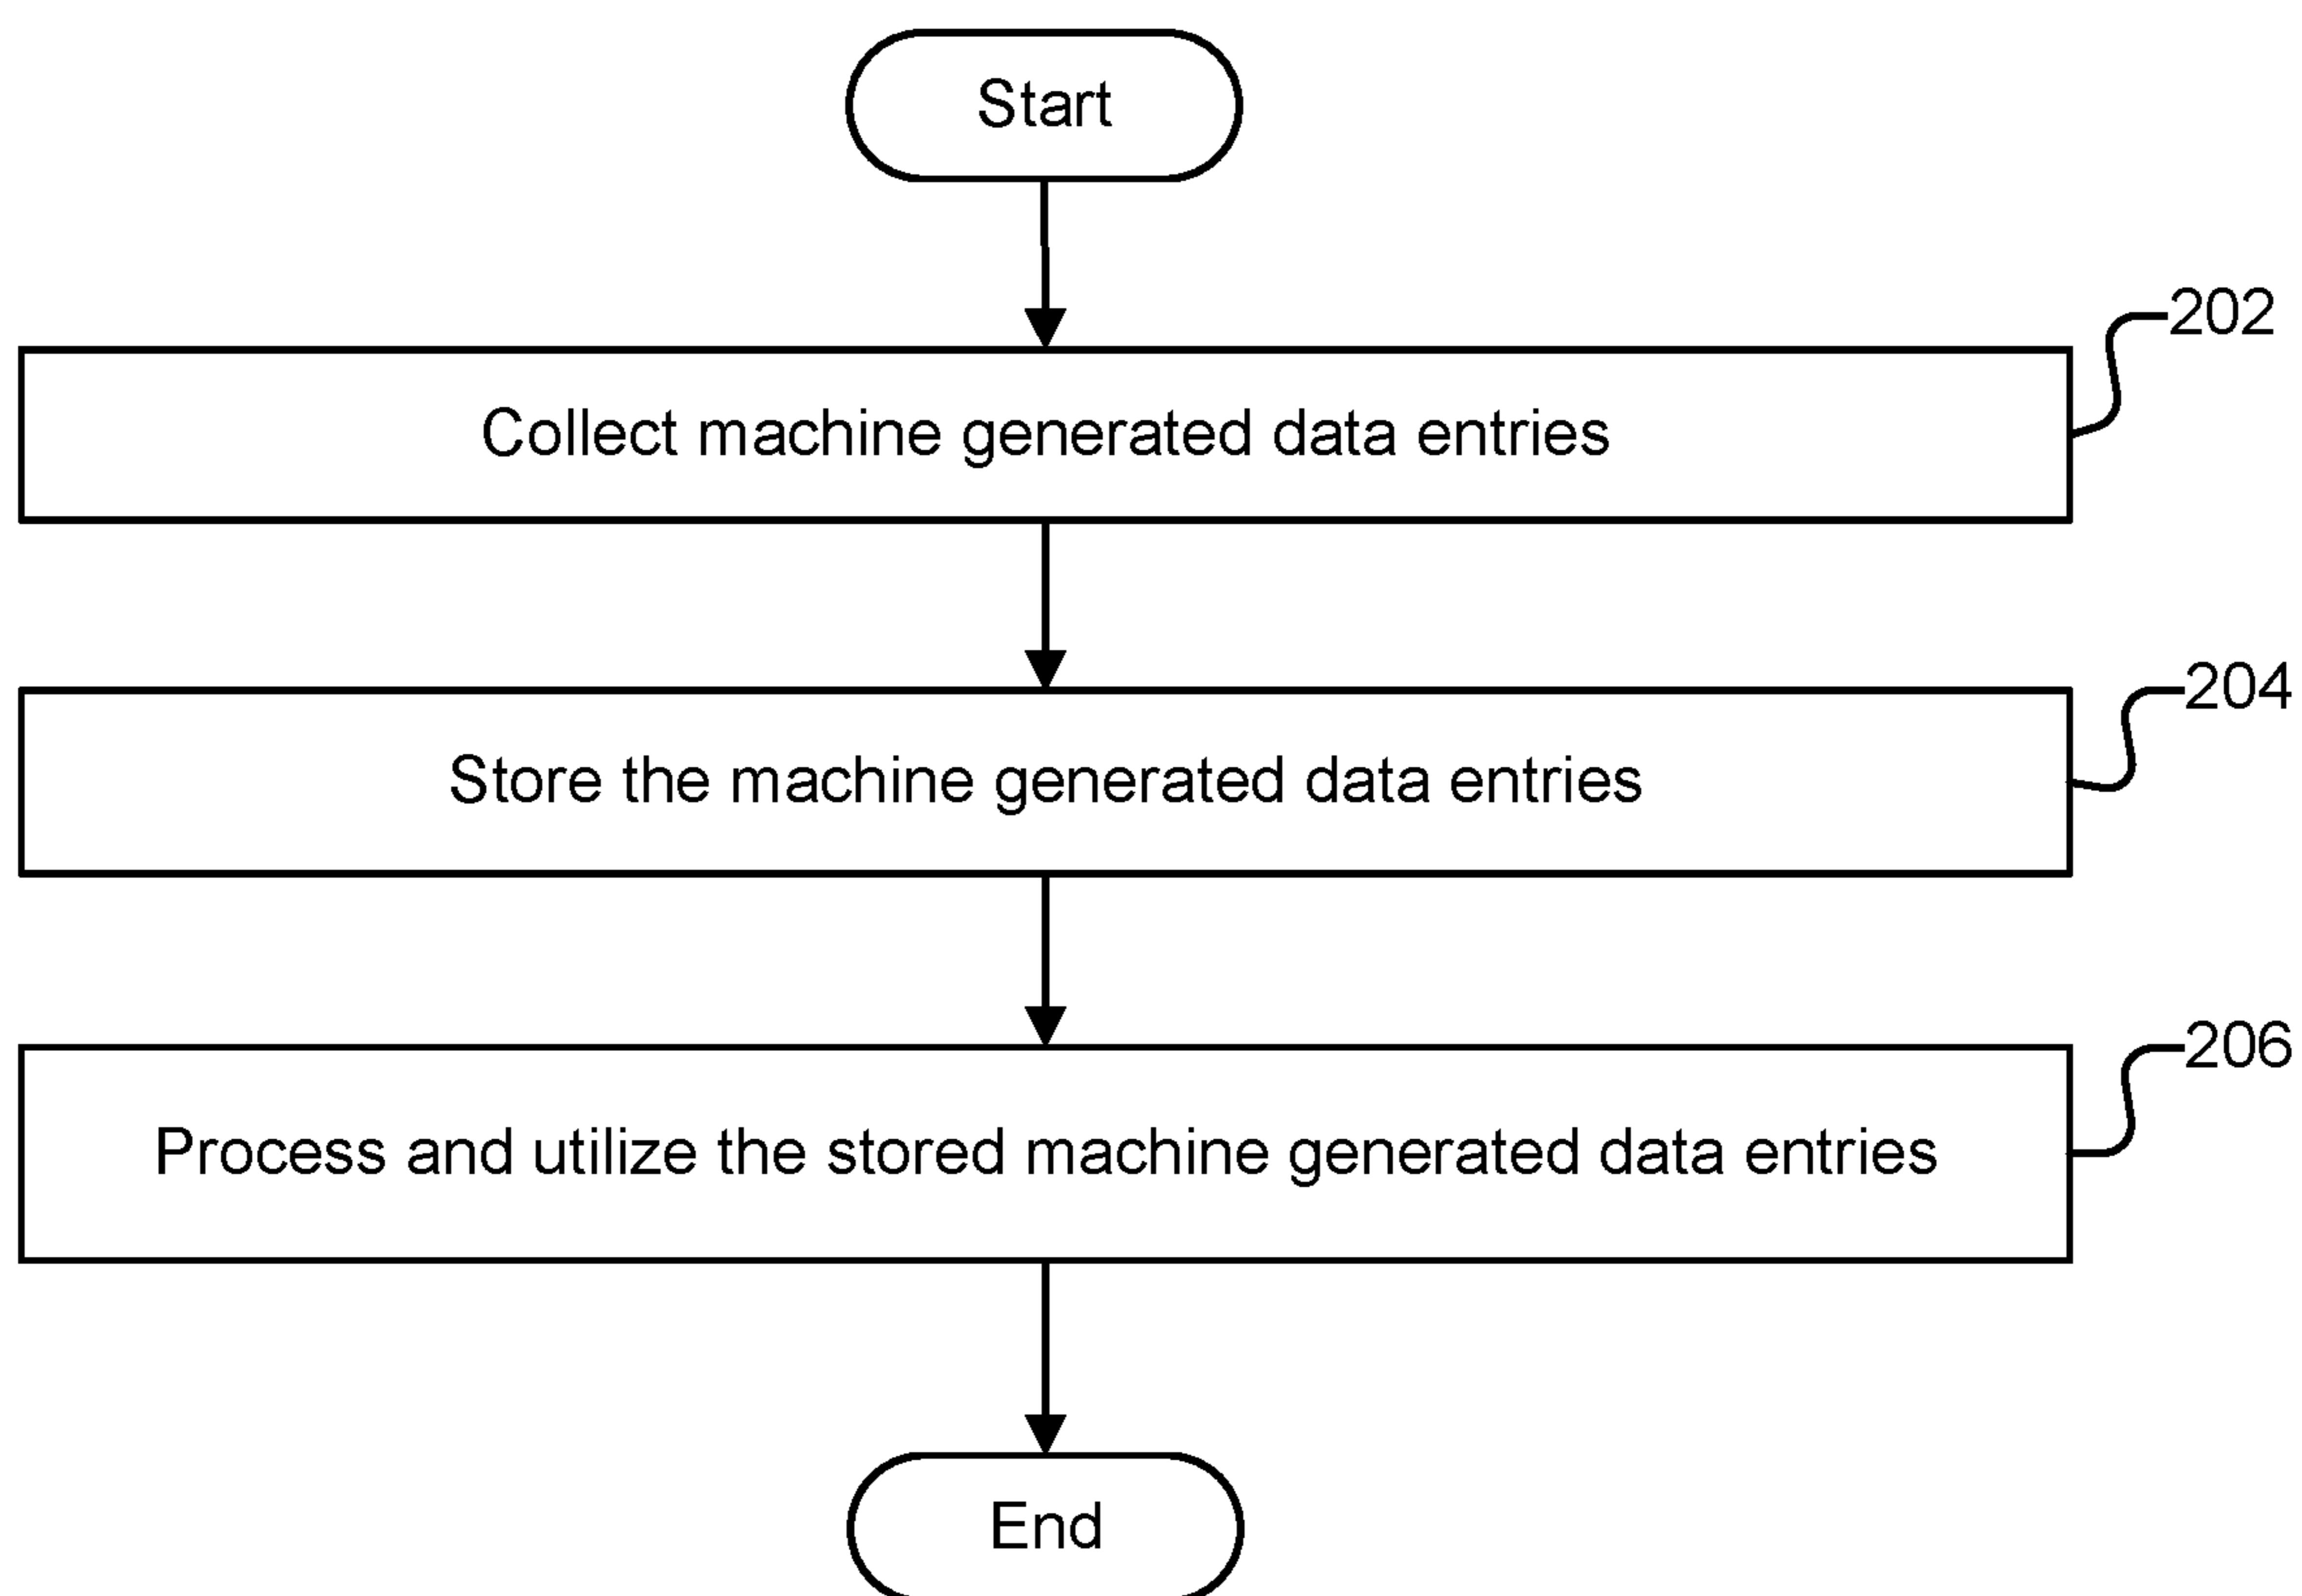 Start
202
Collect machine generated data entries
204
Store the machine generated data entries
206
Process and utilize the stored machine generated data entries
End